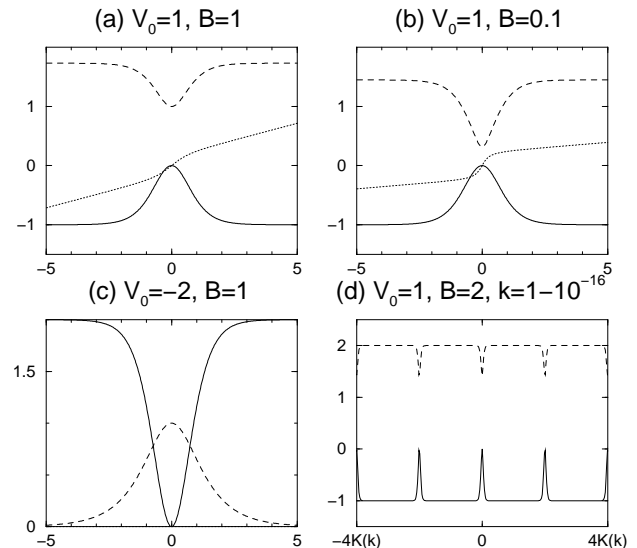 (a) V₀=1, B=1 (b) V₀=1, B=0.1
1 1
0 0
−1 −1
−5 0 5 −5 0 5
(c) V₀=−2, B=1 (d) V₀=1, B=2, k=1−10⁻¹⁶
2
1.5 1
0
−1
0
−5 0 5 −4K(k) 0 4K(k)